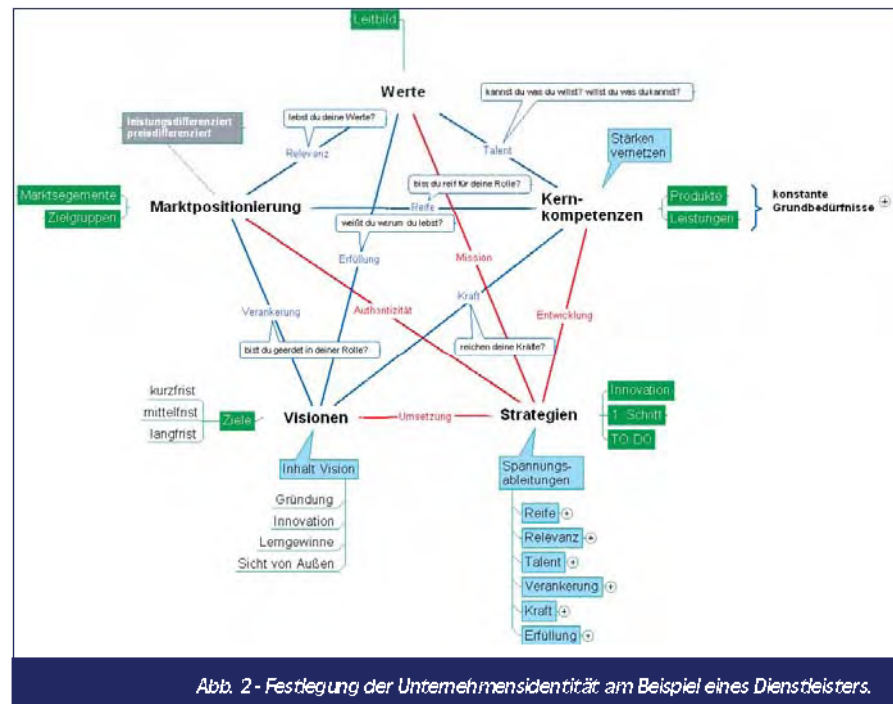 Leitbild
Werte
kannst du was du willst? willst du was du kannst?
leistungsdifferenziert
preisdifferenziert
lebst du deine Werte?
Relevanz
Talent
Stärken
vernetzen
bist du reif für deine Rolle?
Marktsegmente
Zielgruppen
Marktpositionierung
Reife
Kern-
kompetenzen
Produkte
Leistungen
konstante
Grundbedürfnisse
weißt du warum du lebst?
Erfüllung
Mission
Kraft
Verankerung
Authantizität
Entwicklung
bist du geerdet in deiner Rolle?
reichen deine Kräfte?
kurzfrist
mittelfrist
langfrist
Ziele
Visionen
Umsetzung
Strategien
Innovation
1. Schritt
TO DO
Inhalt Vision
Gründung
Innovation
Lerngewinne
Sicht von Außen
Spannungs-
ableitungen
Reife
Relevanz
Talent
Verankerung
Kraft
Erfüllung
Abb. 2 - Festlegung der Unternehmensidentität am Beispiel eines Dienstleisters.